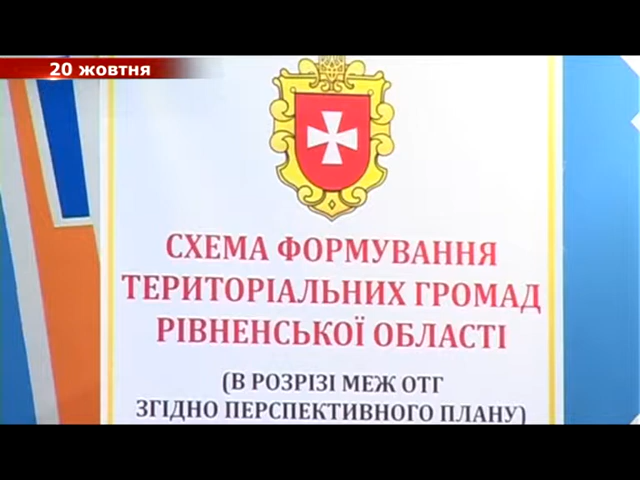 20 жовтня
СХЕМА ФОРМУВАННЯ
ТЕРИТОРІАЛЬНИХ ГРОМАД
РІВНЕНСЬКОЇ ОБЛАСТІ
(В РОЗРІЗІ МЕЖ ОТГ
ЗГІДНО ПЕРСПЕКТИВНОГО ПЛАНУ)